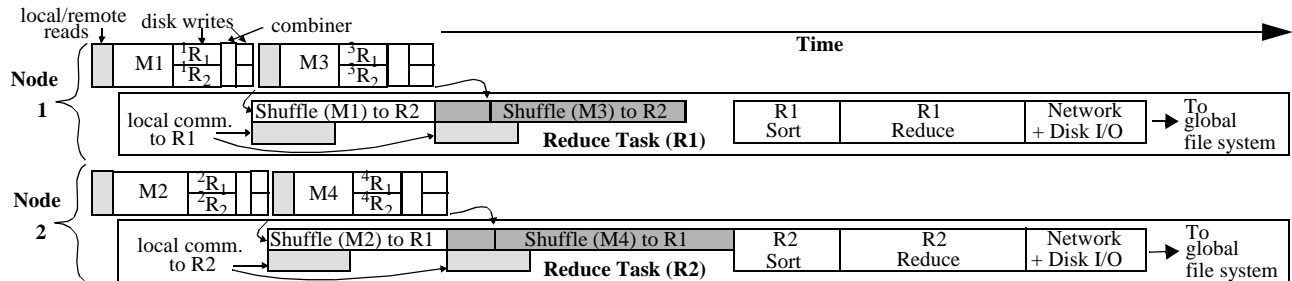 local/remote reads
disk writes
combiner
Time
Node 1
M1
1R1
1R2
M3
3R1
3R2
Shuffle (M1) to R2
Shuffle (M3) to R2
local comm. to R1
Reduce Task (R1)
R1 Sort
R1 Reduce
Network + Disk I/O
To global file system
Node 2
M2
2R1
2R2
M4
4R1
4R2
Shuffle (M2) to R1
Shuffle (M4) to R1
local comm. to R2
Reduce Task (R2)
R2 Sort
R2 Reduce
Network + Disk I/O
To global file system